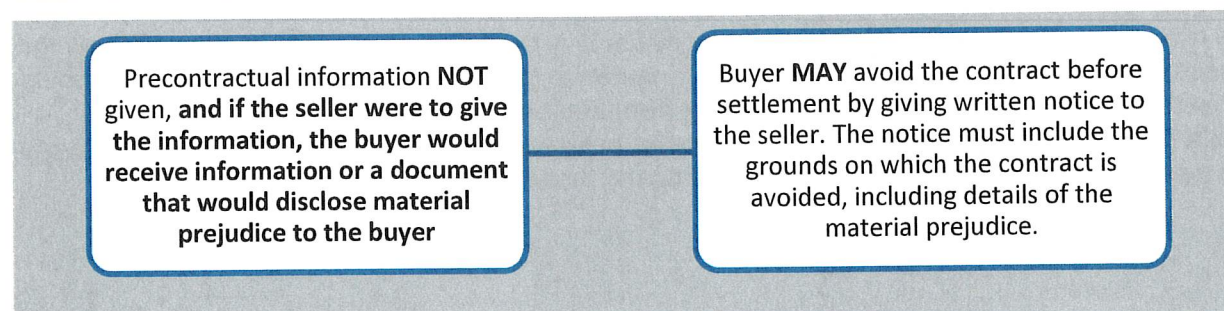 Precontractual information NOT
given, and if the seller were to give
the information, the buyer would
receive information or a document
that would disclose material
prejudice to the buyer
Buyer MAY avoid the contract before
settlement by giving written notice to
the seller. The notice must include the
grounds on which the contract is
avoided, including details of the
material prejudice.